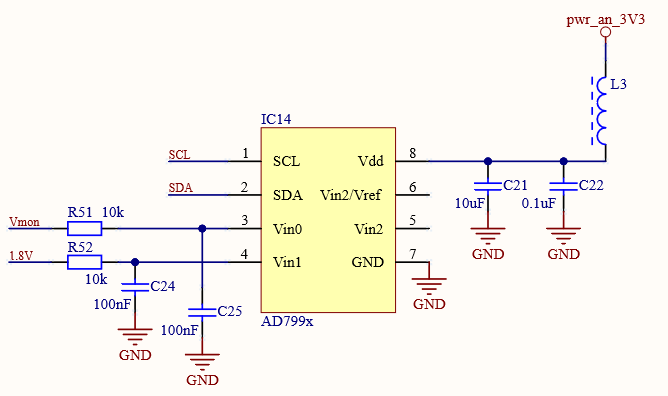 pwr_an_3V3
L3
IC14
SCL
1
SCL
Vdd
8
C21
10uF
C22
0.1uF
SDA
2
SDA
Vin2/Vref
6
Vmon
R51 10k
3
Vin0
Vin2
5
GND
GND
1.8V
R52
10k
4
Vin1
GND
7
C24
100nF
GND
C25
100nF
GND
AD799x
GND